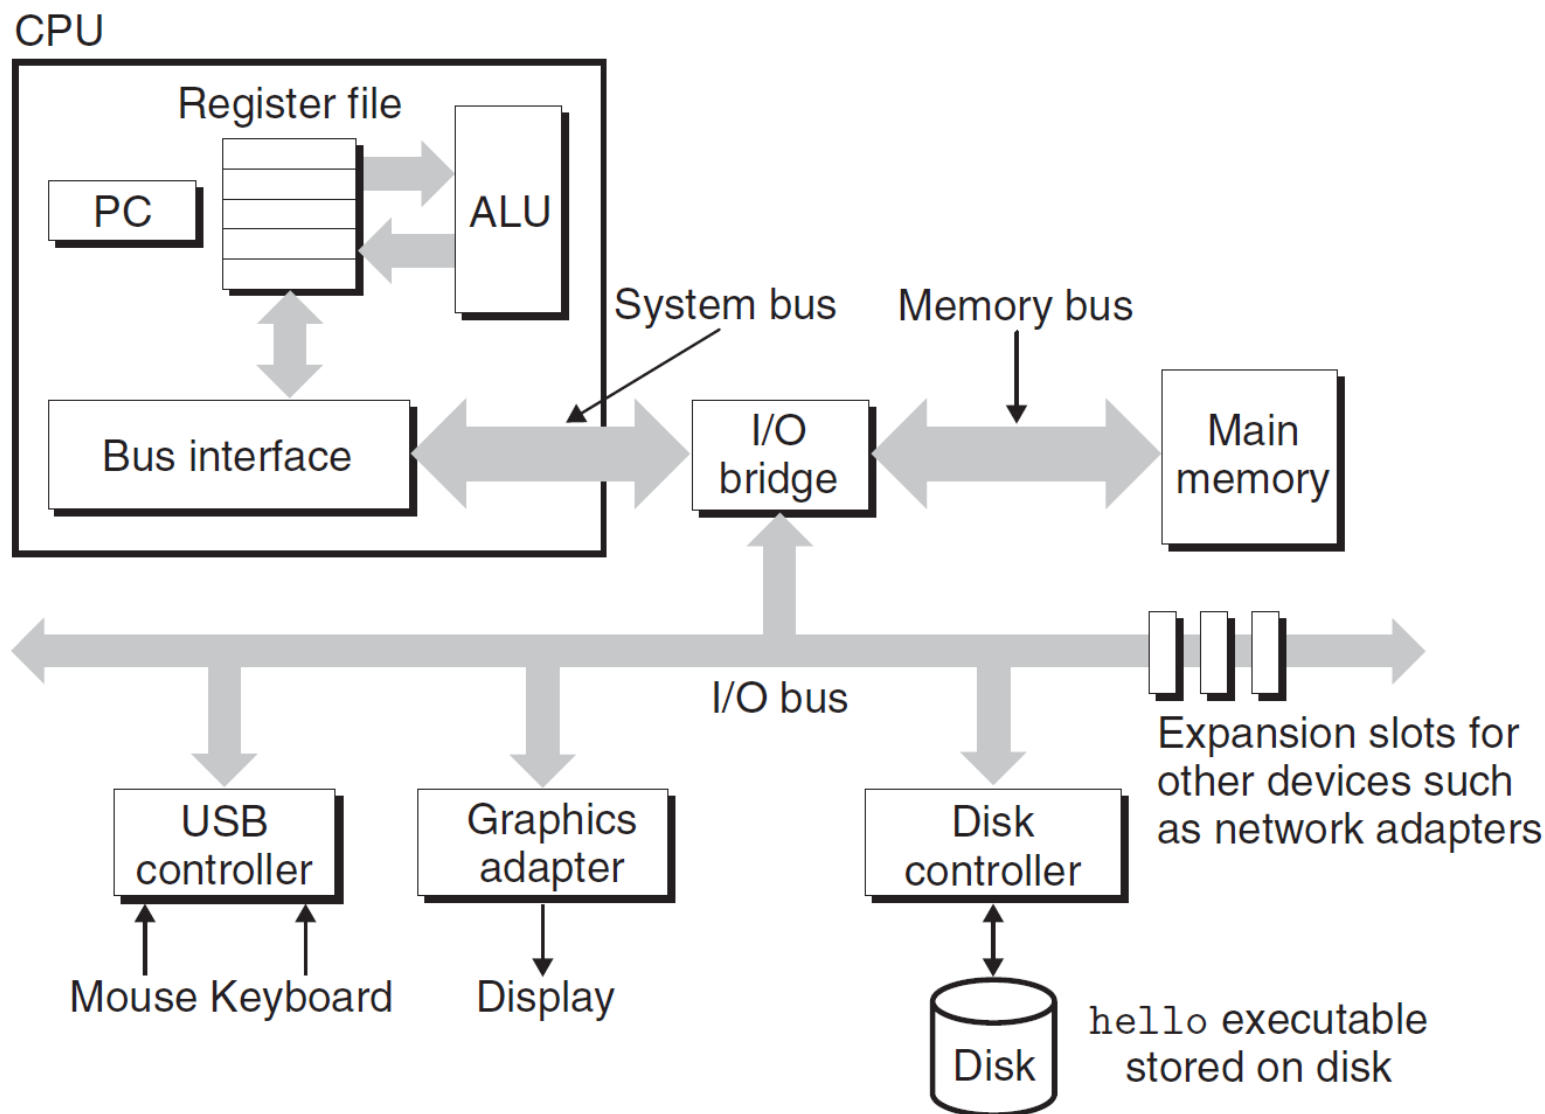 CPU
Register file
PC
ALU
System bus
Memory bus
Bus interface
I/O
bridge
Main
memory
I/O bus
Expansion slots for
other devices such
as network adapters
USB
controller
Graphics
adapter
Disk
controller
Mouse Keyboard
Display
Disk
hello executable
stored on disk